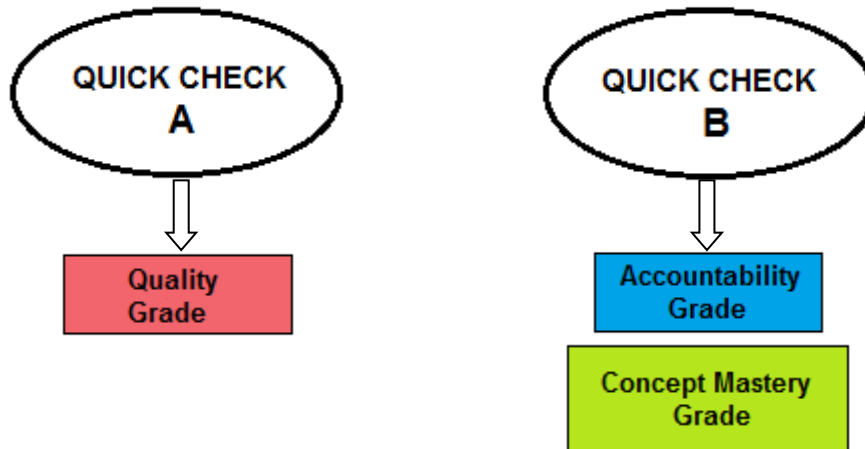 QUICK CHECK
A
Quality
Grade
QUICK CHECK
B
Accountability
Grade
Concept Mastery
Grade